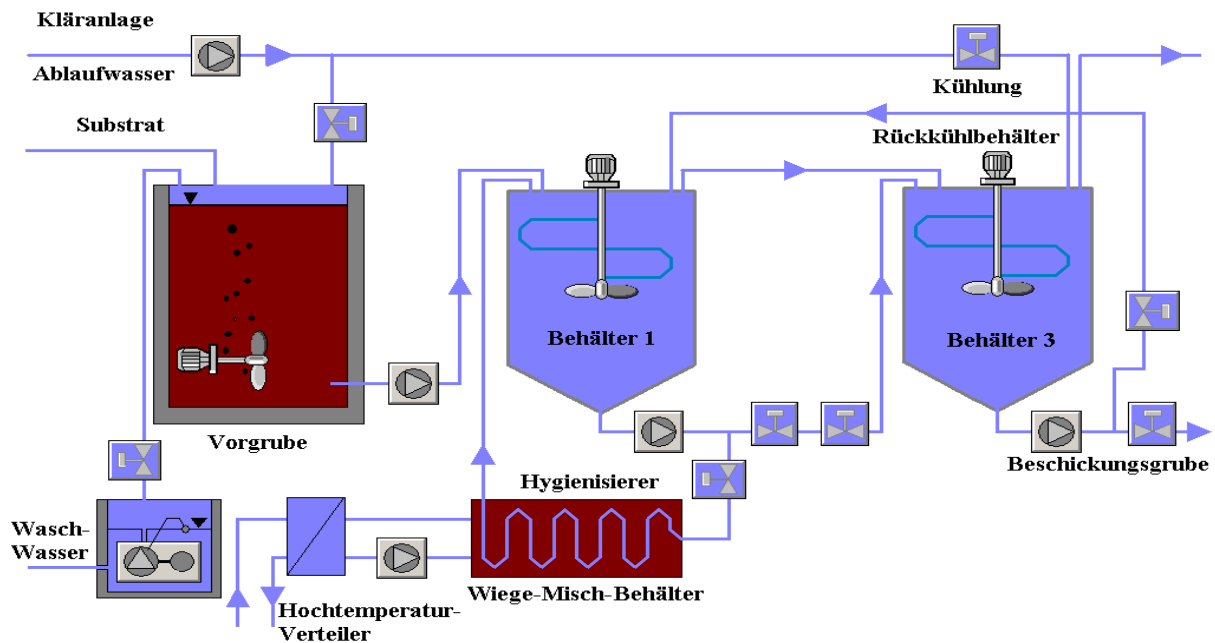 Kläranlage
Ablaufwasser
Substrat
Kühlung
Rückkühlbehälter
Behälter 1
Behälter 3
Vorgrube
Beschickungsgrube
Hygienisierer
Wasch-
Wasser
Wiege-Misch-Behälter
Hochtemperatur-
Verteiler